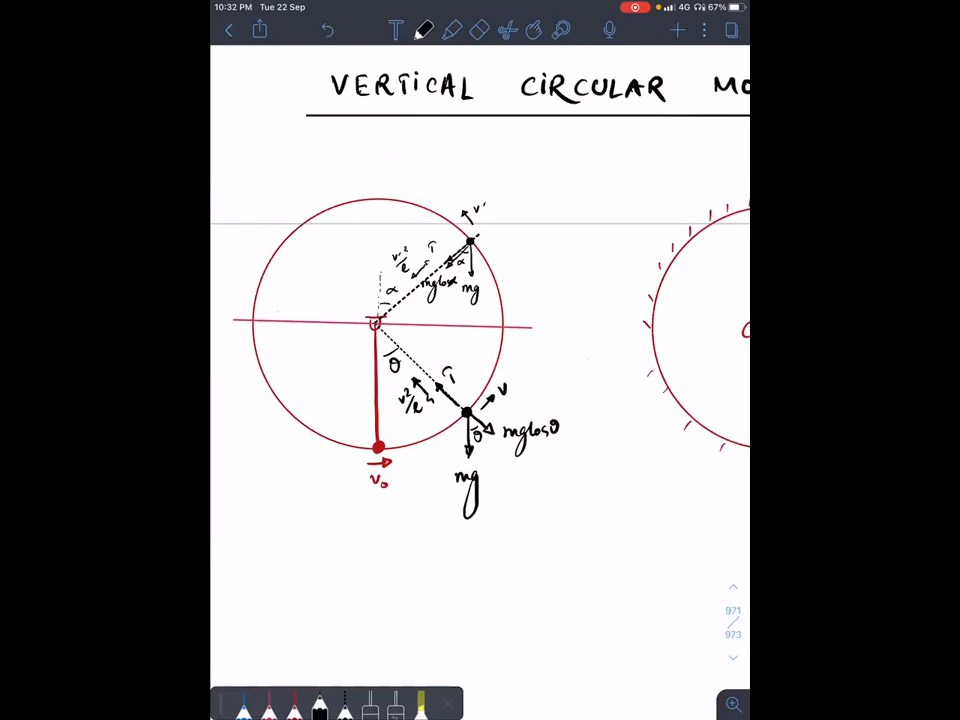 10:32 PM Tue 22 Sep
4G 67%
T
VERTICAL CIRCULAR MO
v'
T
v'²/l
α
mgcosα
mg
α
θ
T
v²/l
v
θ
mgcosθ
mg
v₀
971
973